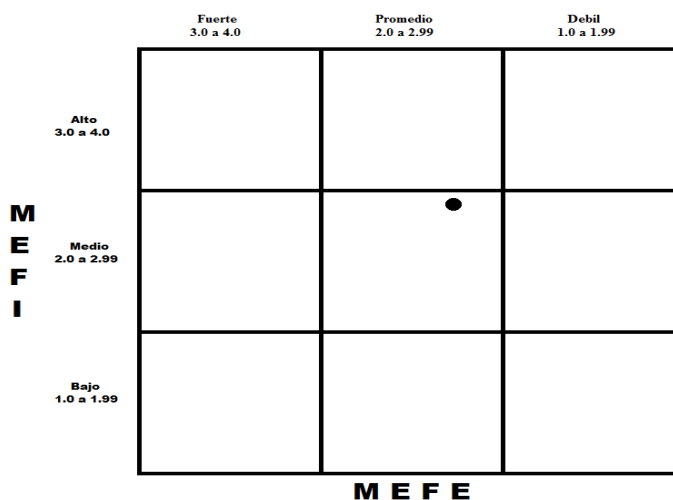 Fuerte
3.0 a 4.0
Promedio
2.0 a 2.99
Debil
1.0 a 1.99
Alto
3.0 a 4.0
Medio
2.0 a 2.99
Bajo
1.0 a 1.99
M
E
F
I
M E F E